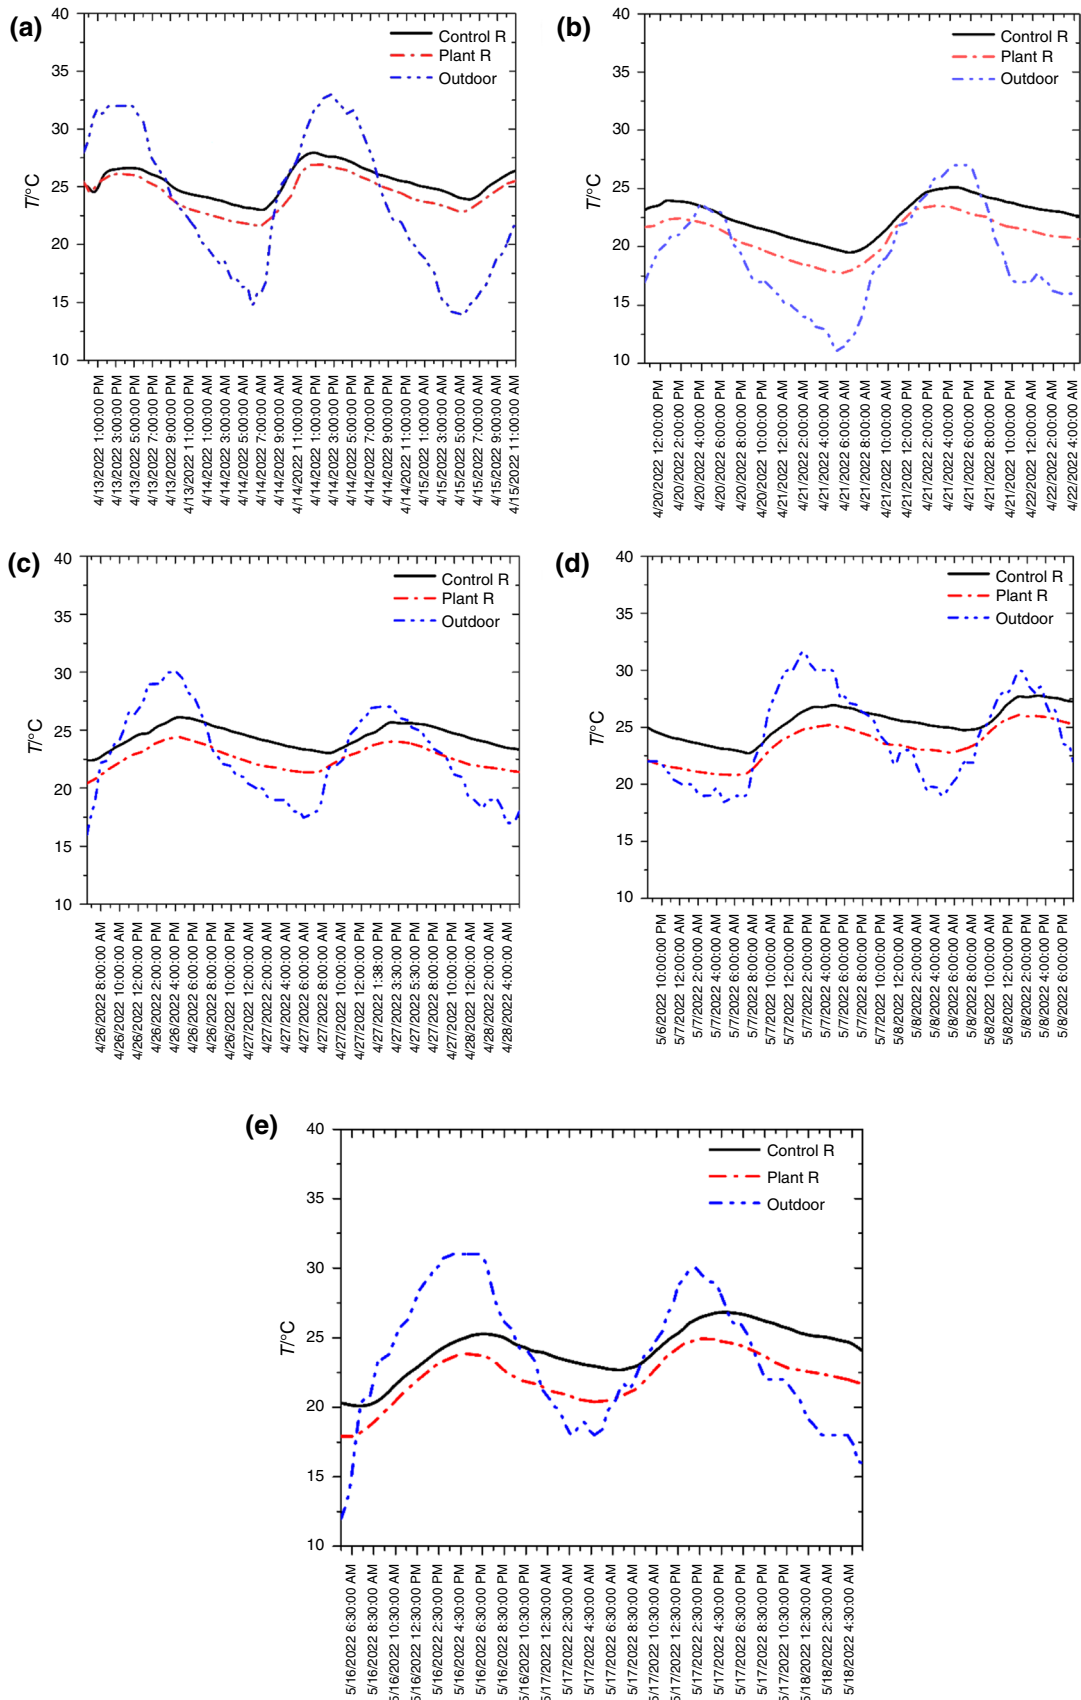 (a)
40
35
30
25
20
15
10
T/°C
Control R
Plant R
Outdoor
4/13/2022 1:00:00 PM
4/13/2022 3:00:00 PM
4/13/2022 5:00:00 PM
4/13/2022 7:00:00 PM
4/13/2022 9:00:00 PM
4/13/2022 11:00:00 PM
4/14/2022 1:00:00 AM
4/14/2022 3:00:00 AM
4/14/2022 5:00:00 AM
4/14/2022 7:00:00 AM
4/14/2022 9:00:00 AM
4/14/2022 11:00:00 AM
4/14/2022 1:00:00 PM
4/14/2022 3:00:00 PM
4/14/2022 5:00:00 PM
4/14/2022 7:00:00 PM
4/14/2022 9:00:00 PM
4/14/2022 11:00:00 PM
4/15/2022 1:00:00 AM
4/15/2022 3:00:00 AM
4/15/2022 5:00:00 AM
4/15/2022 7:00:00 AM
4/15/2022 9:00:00 AM
4/15/2022 11:00:00 AM
(b)
40
35
30
25
20
15
10
T/°C
Control R
Plant R
Outdoor
4/20/2022 12:00:00 PM
4/20/2022 2:00:00 PM
4/20/2022 4:00:00 PM
4/20/2022 6:00:00 PM
4/20/2022 8:00:00 PM
4/20/2022 10:00:00 PM
4/21/2022 12:00:00 AM
4/21/2022 2:00:00 AM
4/21/2022 4:00:00 AM
4/21/2022 6:00:00 AM
4/21/2022 8:00:00 AM
4/21/2022 10:00:00 AM
4/21/2022 12:00:00 PM
4/21/2022 2:00:00 PM
4/21/2022 4:00:00 PM
4/21/2022 6:00:00 PM
4/21/2022 8:00:00 PM
4/21/2022 10:00:00 PM
4/22/2022 12:00:00 AM
4/22/2022 2:00:00 AM
4/22/2022 4:00:00 AM
(c)
40
35
30
25
20
15
10
T/°C
Control R
Plant R
Outdoor
4/26/2022 8:00:00 AM
4/26/2022 10:00:00 AM
4/26/2022 12:00:00 PM
4/26/2022 2:00:00 PM
4/26/2022 4:00:00 PM
4/26/2022 6:00:00 PM
4/26/2022 8:00:00 PM
4/26/2022 10:00:00 PM
4/27/2022 12:00:00 AM
4/27/2022 2:00:00 AM
4/27/2022 4:00:00 AM
4/27/2022 6:00:00 AM
4/27/2022 8:00:00 AM
4/27/2022 10:00:00 AM
4/27/2022 12:00:00 PM
4/27/2022 1:38:00 PM
4/27/2022 3:30:00 PM
4/27/2022 5:30:00 PM
4/27/2022 8:00:00 PM
4/27/2022 10:00:00 PM
4/28/2022 12:00:00 AM
4/28/2022 2:00:00 AM
4/28/2022 4:00:00 AM
(d)
40
35
30
25
20
15
10
T/°C
Control R
Plant R
Outdoor
5/6/2022 10:00:00 PM
5/7/2022 12:00:00 AM
5/7/2022 2:00:00 AM
5/7/2022 4:00:00 AM
5/7/2022 6:00:00 AM
5/7/2022 8:00:00 AM
5/7/2022 10:00:00 AM
5/7/2022 12:00:00 PM
5/7/2022 2:00:00 PM
5/7/2022 4:00:00 PM
5/7/2022 6:00:00 PM
5/7/2022 8:00:00 PM
5/7/2022 10:00:00 PM
5/8/2022 12:00:00 AM
5/8/2022 2:00:00 AM
5/8/2022 4:00:00 AM
5/8/2022 6:00:00 AM
5/8/2022 8:00:00 AM
5/8/2022 10:00:00 AM
5/8/2022 12:00:00 PM
5/8/2022 2:00:00 PM
5/8/2022 4:00:00 PM
5/8/2022 6:00:00 PM
(e)
40
35
30
25
20
15
10
T/°C
Control R
Plant R
Outdoor
5/16/2022 6:30:00 AM
5/16/2022 8:30:00 AM
5/16/2022 10:30:00 AM
5/16/2022 12:30:00 PM
5/16/2022 2:30:00 PM
5/16/2022 4:30:00 PM
5/16/2022 6:30:00 PM
5/16/2022 8:30:00 PM
5/16/2022 10:30:00 PM
5/17/2022 12:30:00 AM
5/17/2022 2:30:00 AM
5/17/2022 4:30:00 AM
5/17/2022 6:30:00 AM
5/17/2022 8:30:00 AM
5/17/2022 10:30:00 AM
5/17/2022 12:30:00 PM
5/17/2022 2:30:00 PM
5/17/2022 4:30:00 PM
5/17/2022 6:30:00 PM
5/17/2022 8:30:00 PM
5/17/2022 10:30:00 PM
5/18/2022 12:30:00 AM
5/18/2022 2:30:00 AM
5/18/2022 4:30:00 AM